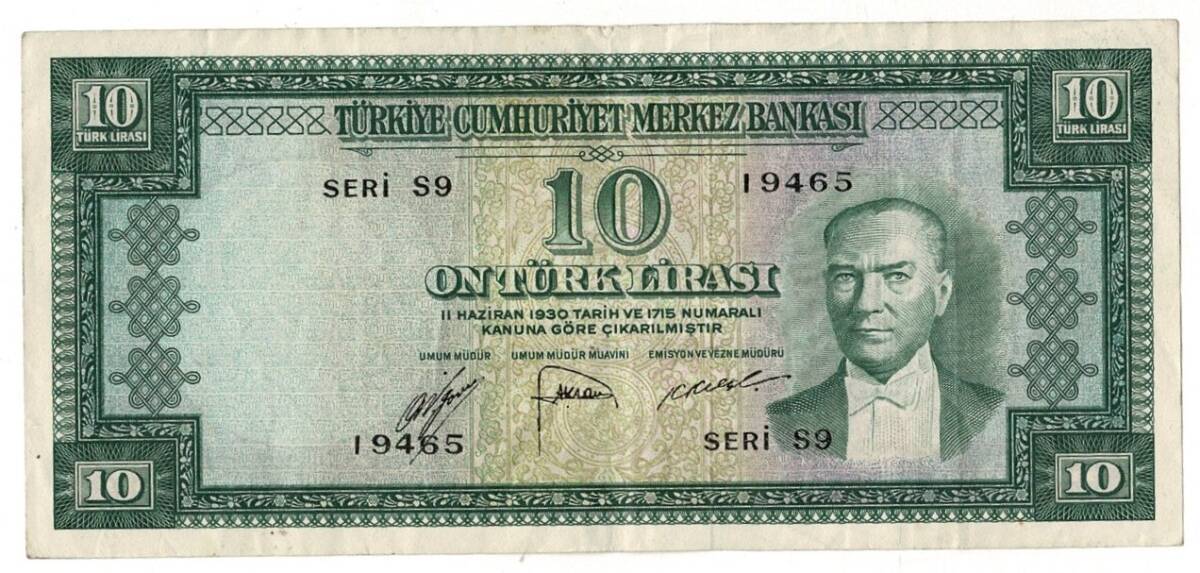 10 TÜRK LİRASI
10 TÜRK LİRASI
TÜRKİYE CUMHURİYET MERKEZ BANKASI
SERİ S9 10 19465
ON TÜRK LİRASI
11 HAZİRAN 1930 TARİH VE 1715 NUMARALI
KANUNA GÖRE ÇIKARILMIŞTIR
UMUM MÜDÜR UMUM MÜDÜR MUAVİNİ EMİSYON VE VEZNE MÜDÜRÜ
19465 SERİ S9
10 10